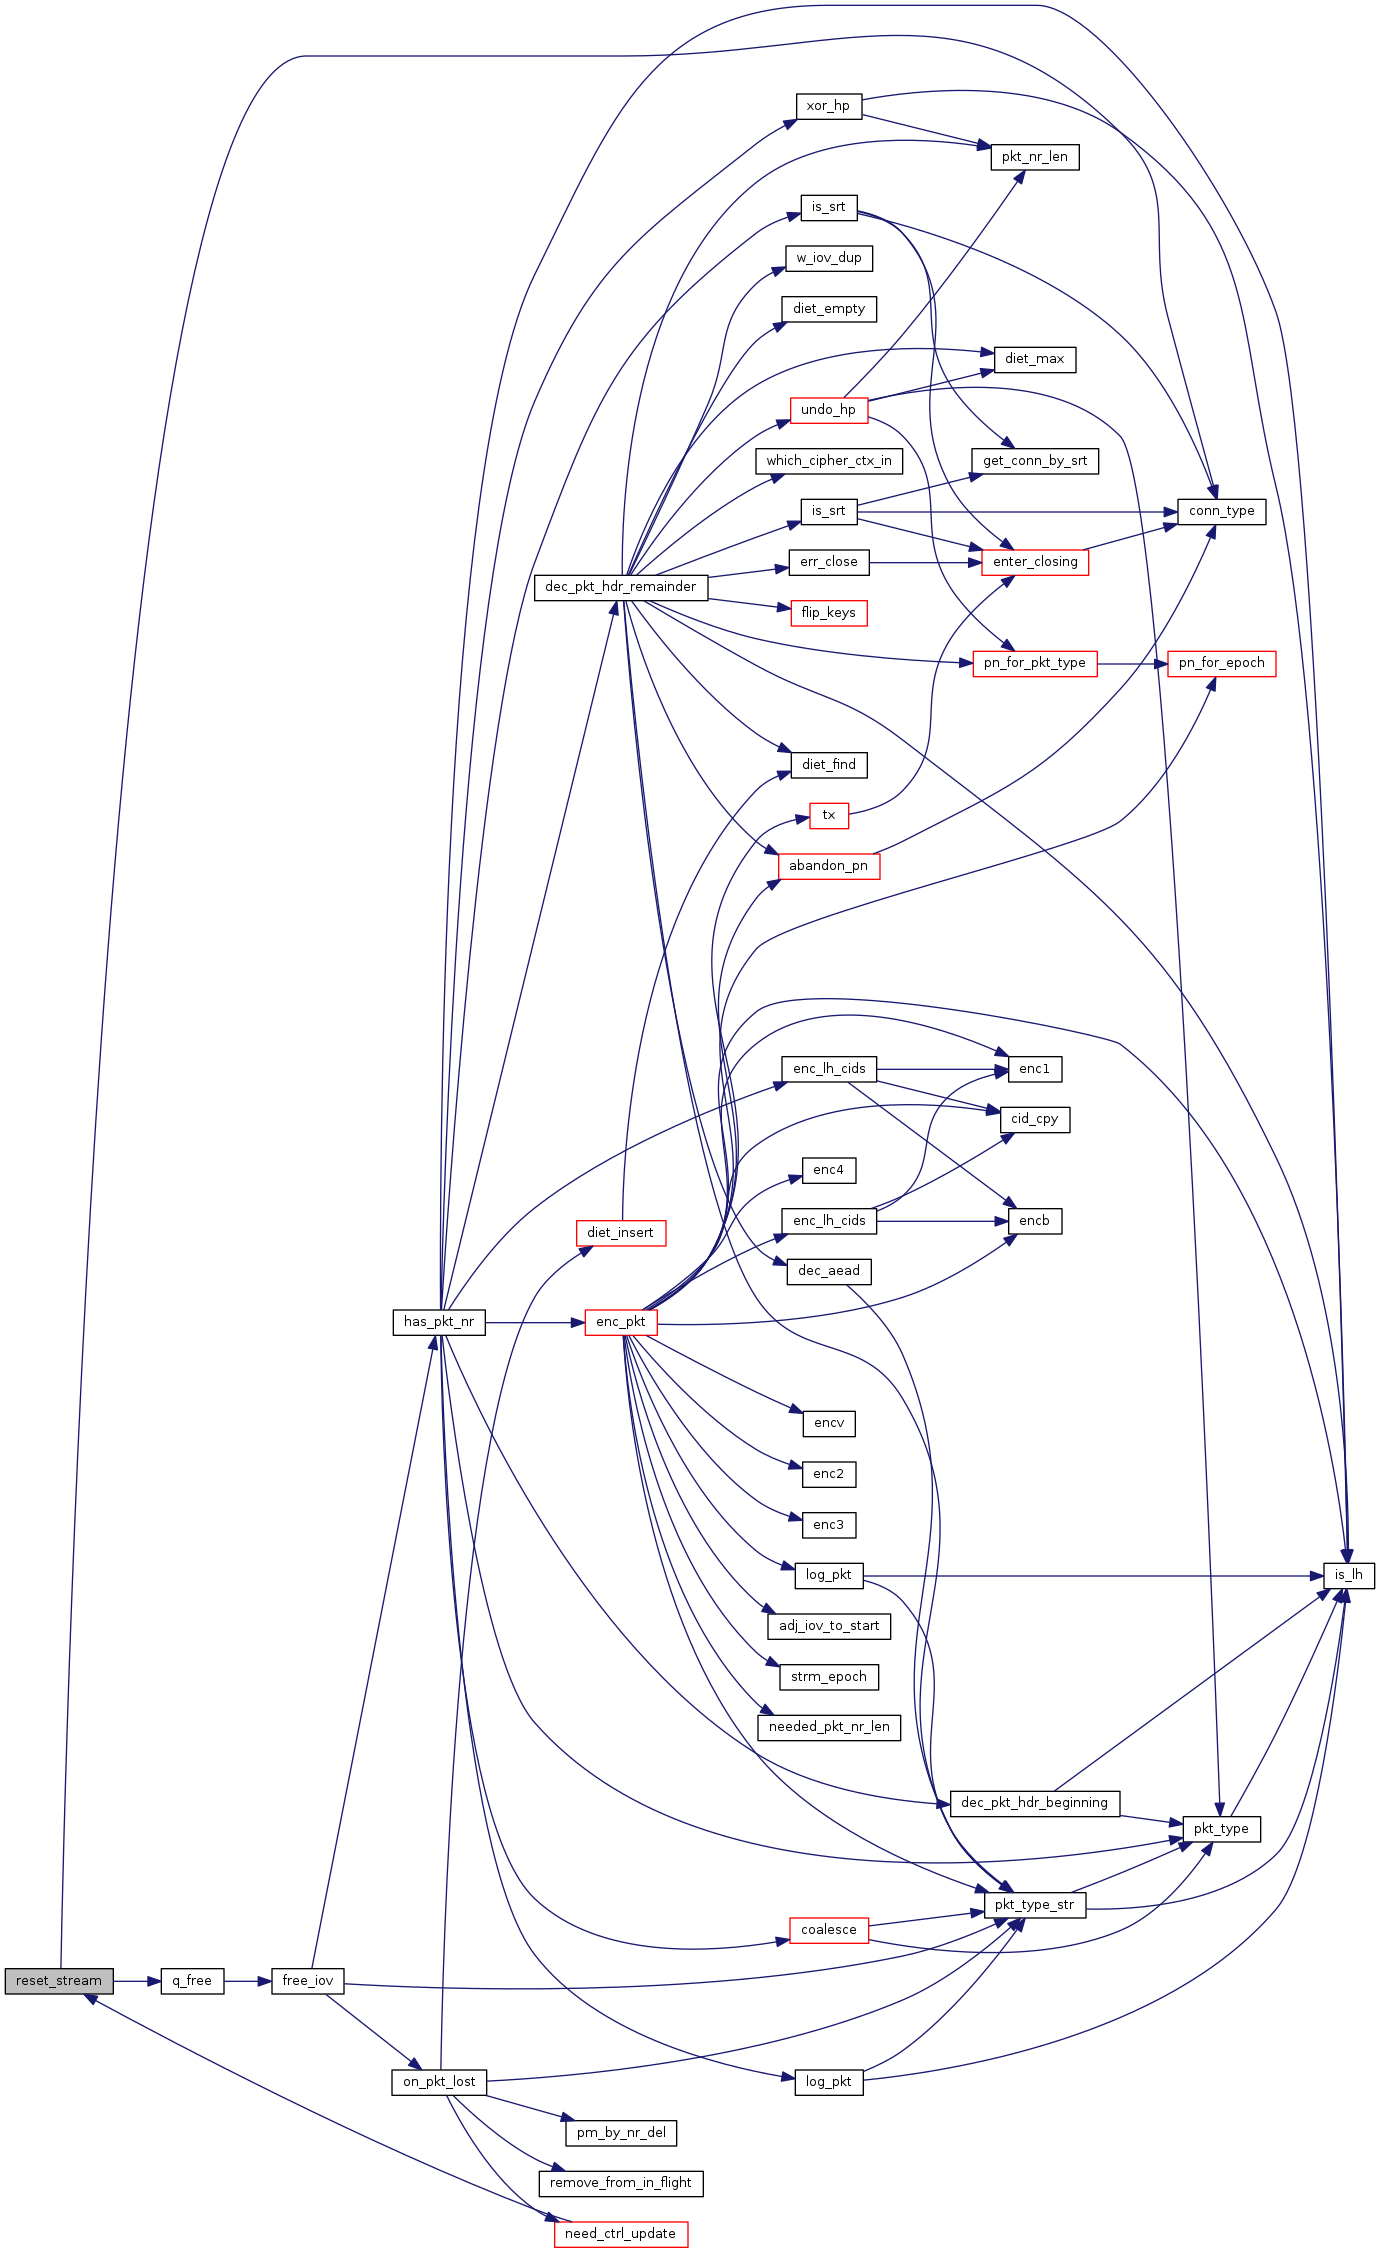 xor_hp
pkt_nr_len
is_srt
w_iov_dup
diet_empty
diet_max
undo_hp
which_cipher_ctx_in
get_conn_by_srt
is_srt
conn_type
err_close
enter_closing
dec_pkt_hdr_remainder
flip_keys
pn_for_pkt_type
pn_for_epoch
diet_find
tx
abandon_pn
enc_lh_cids
enc1
cid_cpy
enc4
enc_lh_cids
encb
diet_insert
dec_aead
has_pkt_nr
enc_pkt
encv
enc2
enc3
log_pkt
is_lh
adj_iov_to_start
strm_epoch
needed_pkt_nr_len
dec_pkt_hdr_beginning
pkt_type
pkt_type_str
coalesce
reset_stream
q_free
free_iov
on_pkt_lost
log_pkt
pm_by_nr_del
remove_from_in_flight
need_ctrl_update